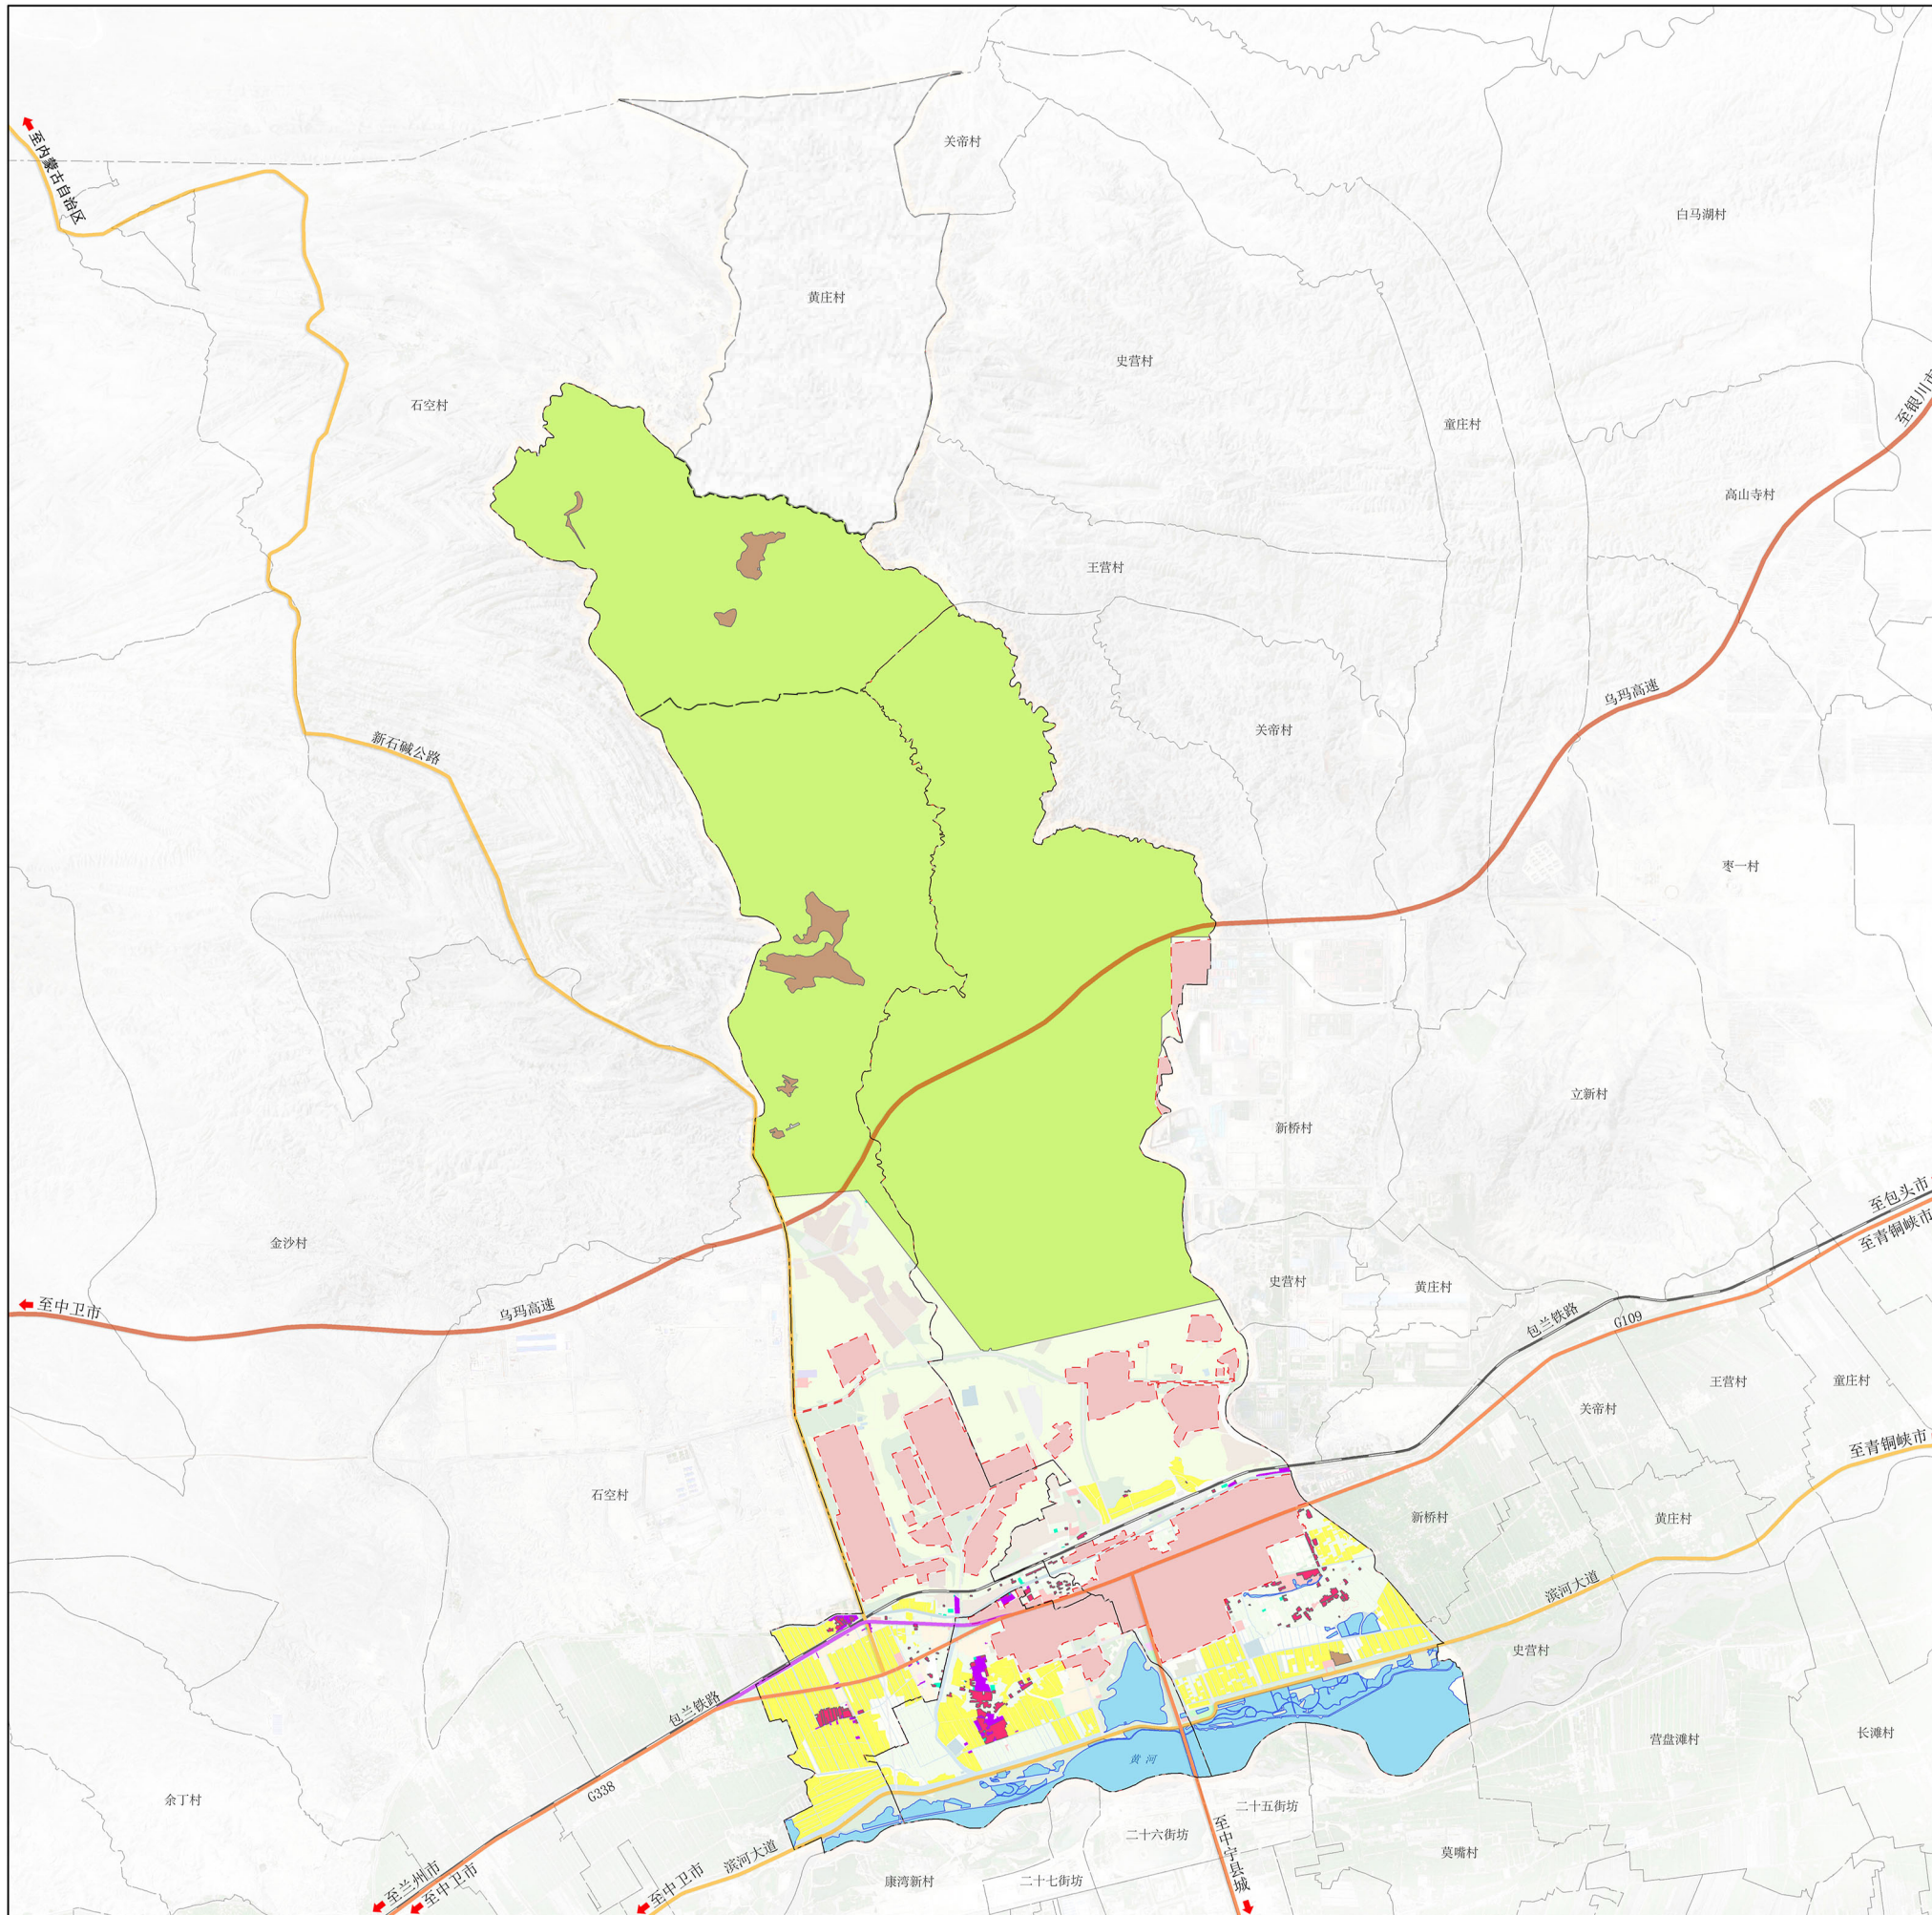 关帝村
至内蒙古自治区
白马湖村
黄庄村
史营村
石空村
至银川市
童庄村
高山寺村
王营村
乌玛高速
关帝村
新石碱公路
枣一村
立新村
新桥村
至包头市
至青铜峡市
金沙村
史营村
黄庄村
至中卫市
乌玛高速
包兰铁路
G109
王营村
童庄村
关帝村
至青铜峡市
石空村
新桥村
黄庄村
滨河大道
史营村
包兰铁路
营盘滩村
长滩村
黄河
G338
余丁村
二十五街坊
二十六街坊
滨河大道
莫嘴村
至兰州市
至中卫市
至中卫市
康湾新村
二十七街坊
至中宁县城